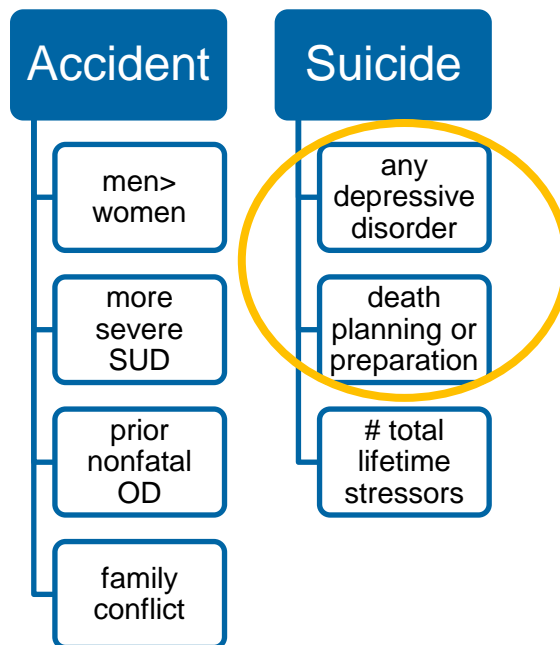 Accident
men>
women
more
severe
SUD
prior
nonfatal
OD
family
conflict
Suicide
any
depressive
disorder
death
planning or
preparation
# total
lifetime
stressors